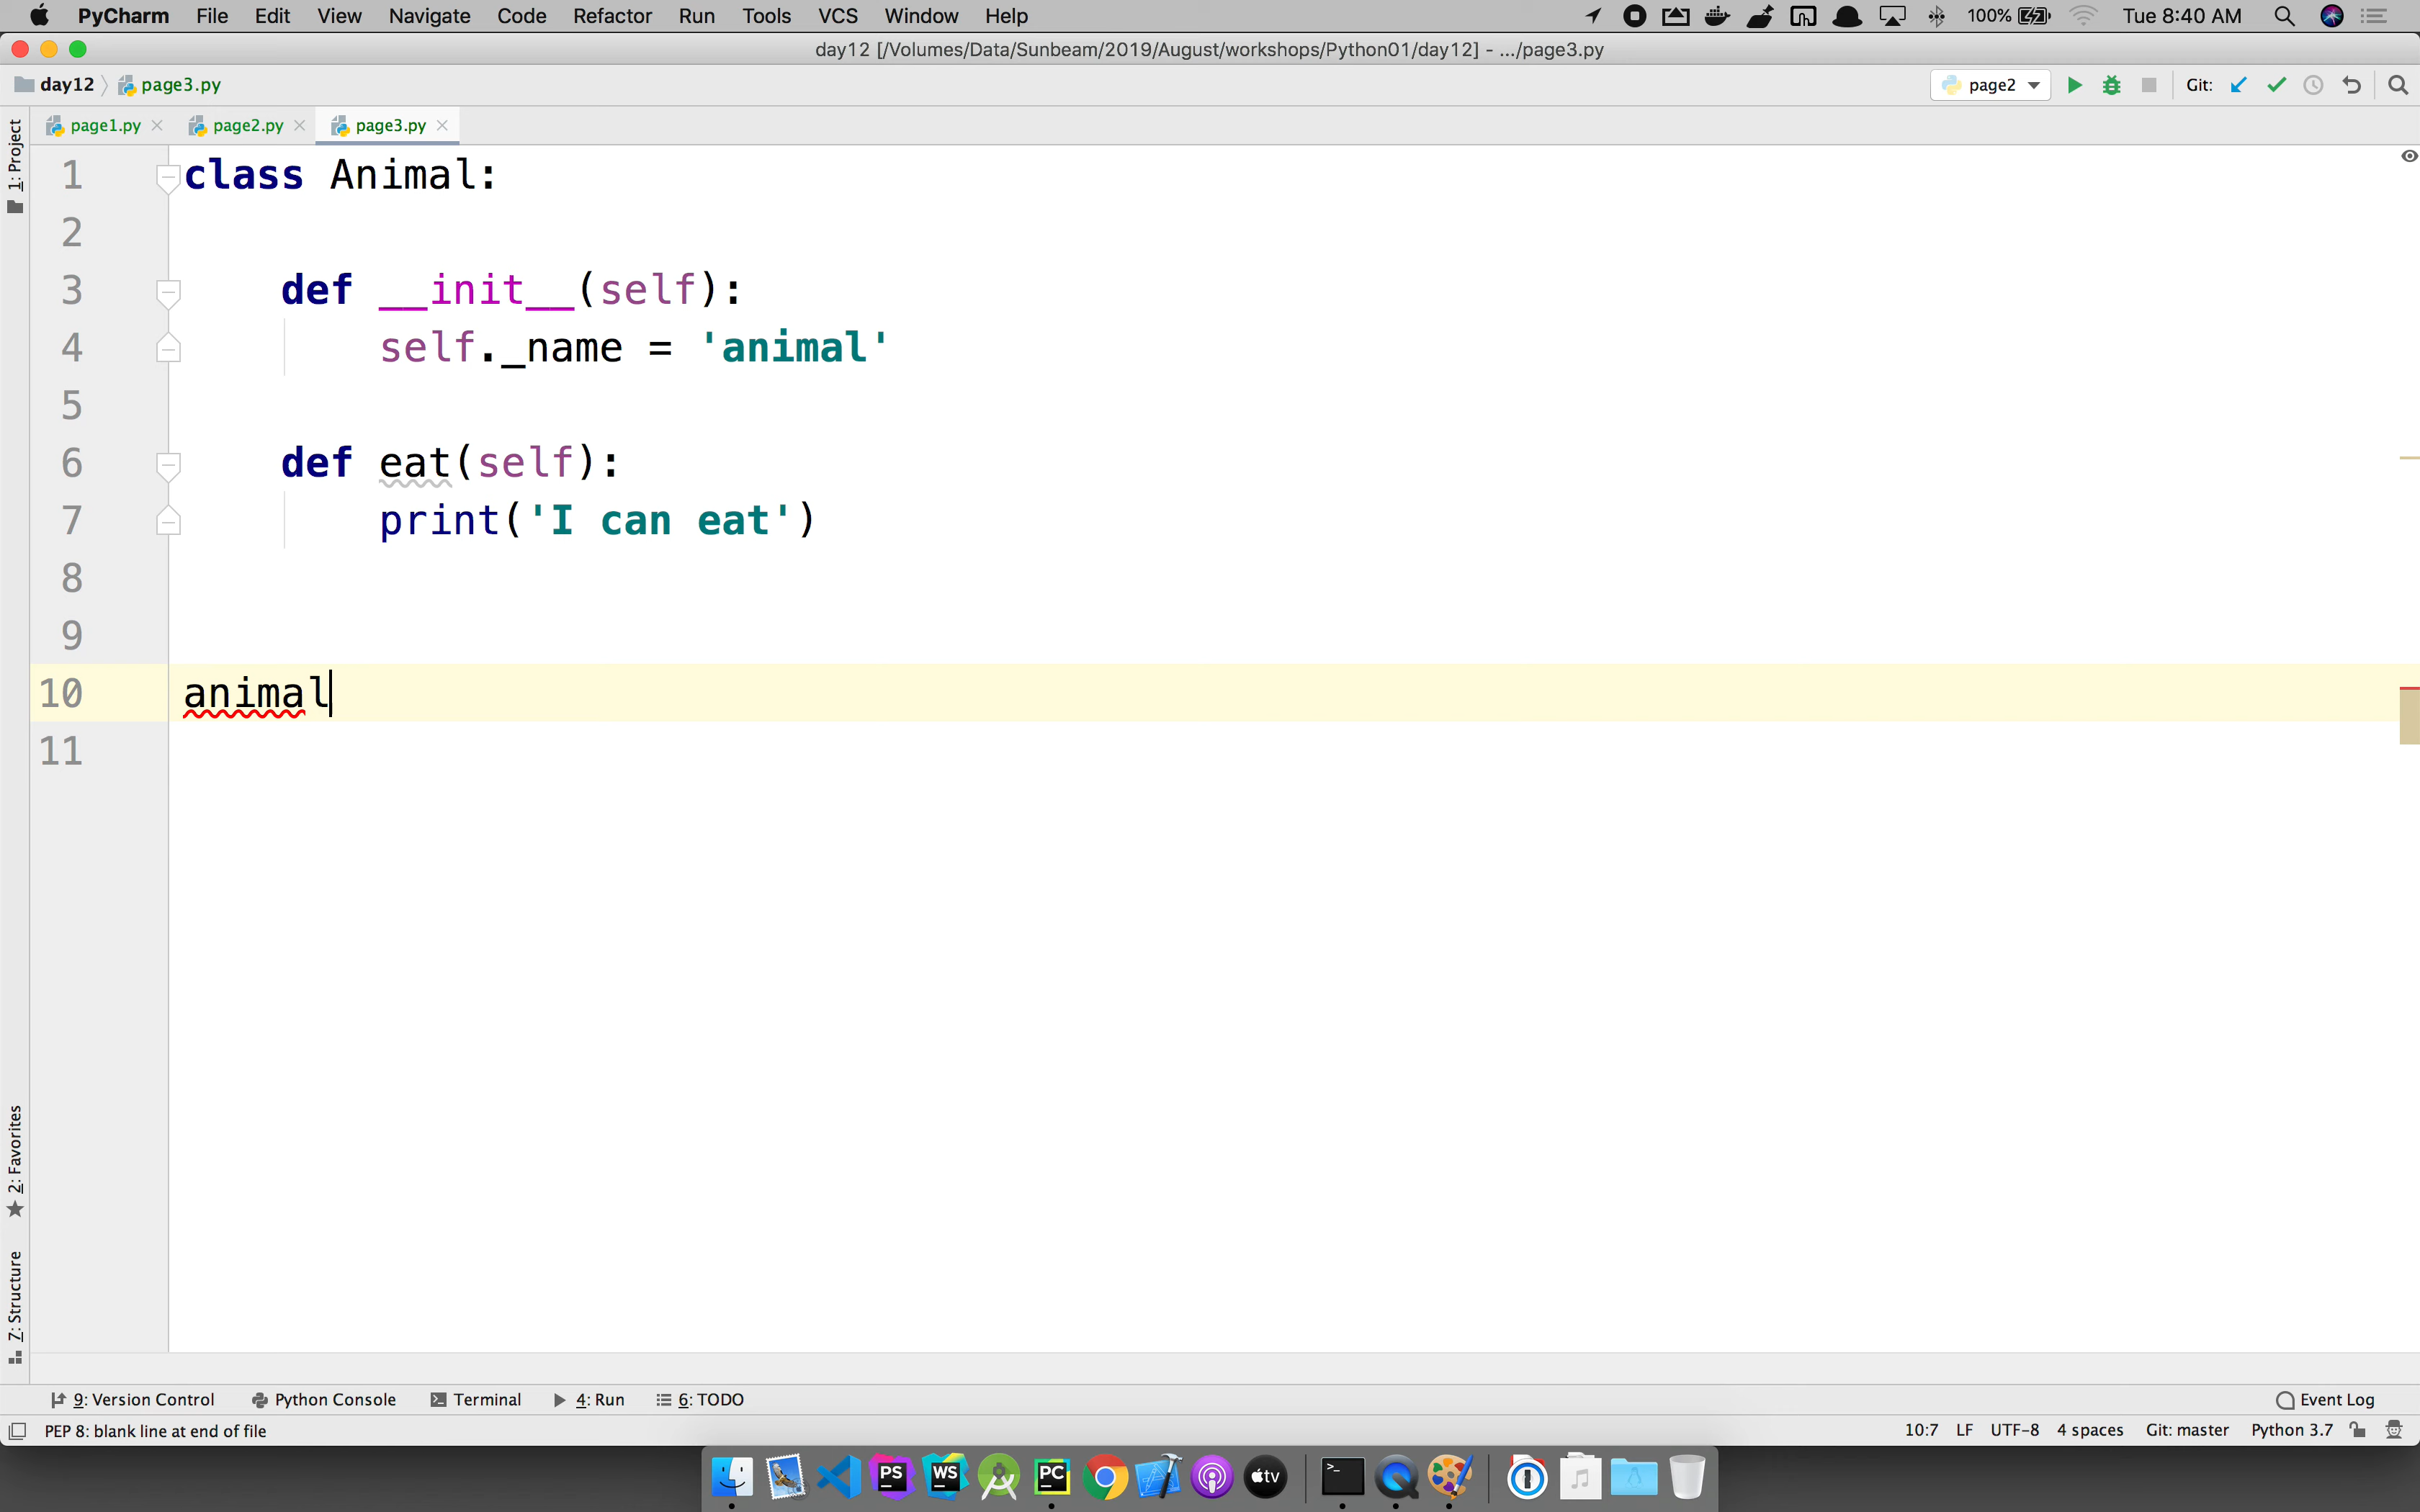 PyCharm File Edit View Navigate Code Refactor Run Tools VCS Window Help 100% Tue 8:40 AM
day12 [/Volumes/Data/Sunbeam/2019/August/workshops/Python01/day12] - .../page3.py
day12 page3.py page2 Git:
page1.py page2.py page3.py
1: Project
1 class Animal:
2
3 def __init__(self):
4 self._name = 'animal'
5
6 def eat(self):
7 print('I can eat')
8
9
10 animal
11
2: Favorites
7: Structure
9: Version Control Python Console Terminal 4: Run 6: TODO Event Log
PEP 8: blank line at end of file 10:7 LF UTF-8 4 spaces Git: master Python 3.7
PS WS PC tv >_